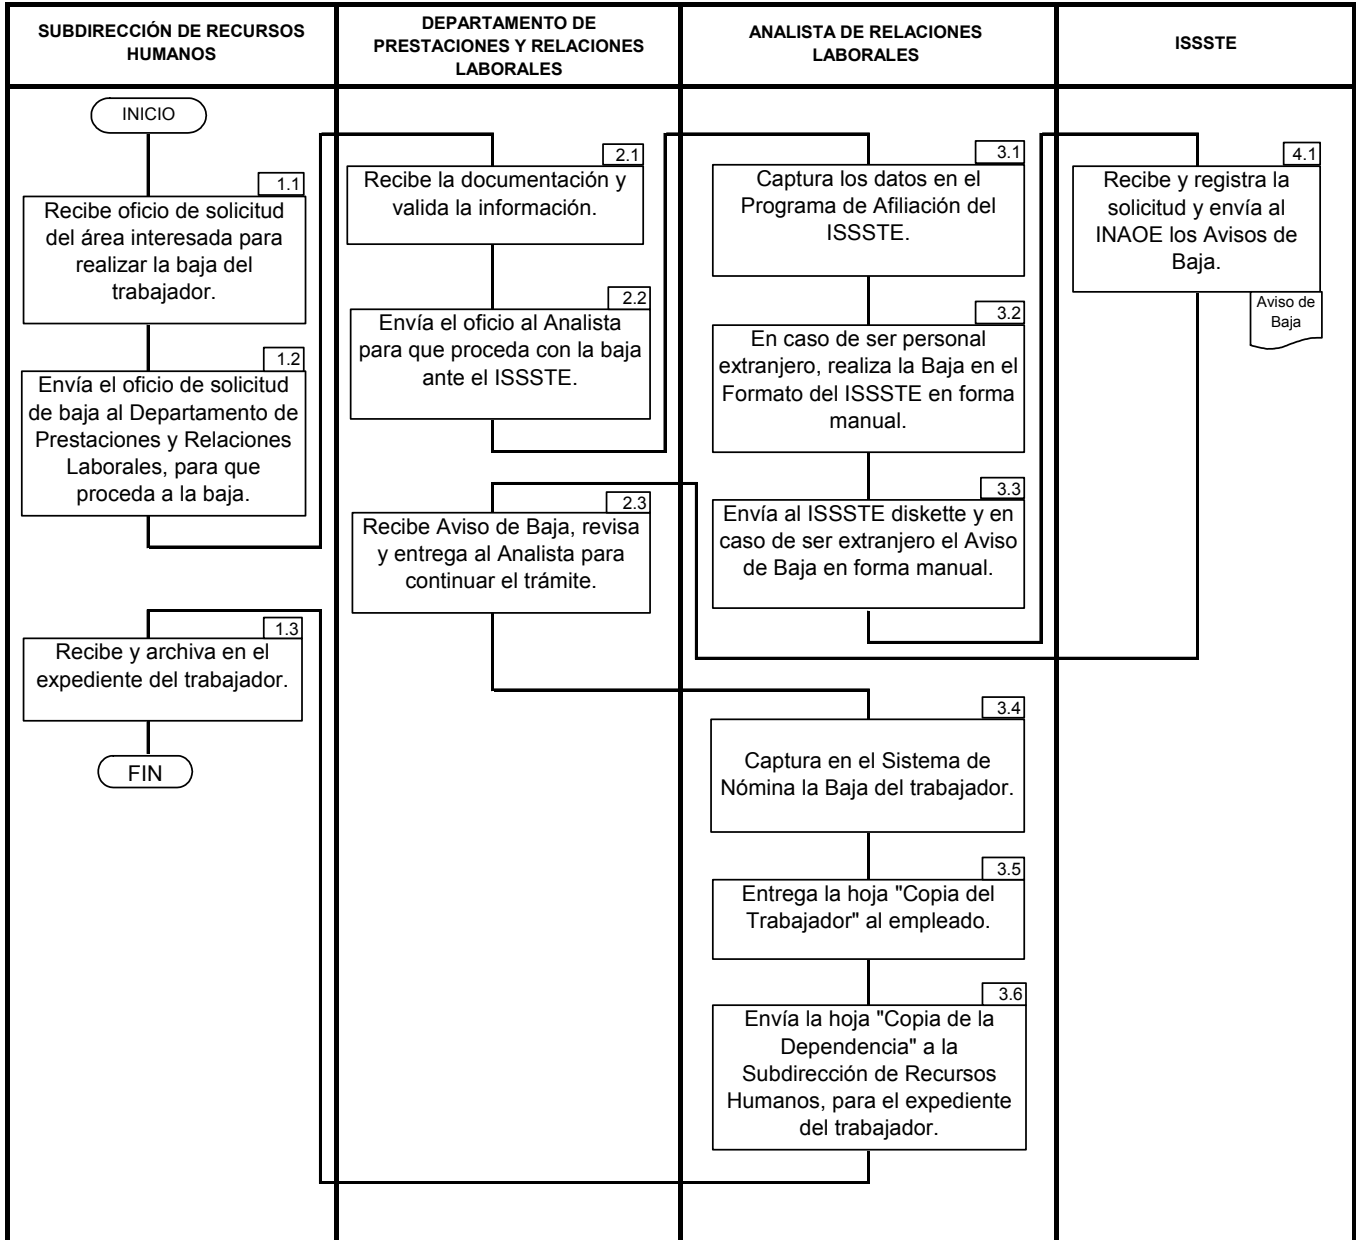 SUBDIRECCIÓN DE RECURSOS
HUMANOS
DEPARTAMENTO DE
PRESTACIONES Y RELACIONES
LABORALES
ANALISTA DE RELACIONES
LABORALES
ISSSTE
INICIO
1.1
Recibe oficio de solicitud
del área interesada para
realizar la baja del
trabajador.
1.2
Envía el oficio de solicitud
de baja al Departamento de
Prestaciones y Relaciones
Laborales, para que
proceda a la baja.
2.1
Recibe la documentación y
valida la información.
2.2
Envía el oficio al Analista
para que proceda con la baja
ante el ISSSTE.
3.1
Captura los datos en el
Programa de Afiliación del
ISSSTE.
3.2
En caso de ser personal
extranjero, realiza la Baja en el
Formato del ISSSTE en forma
manual.
3.3
Envía al ISSSTE diskette y en
caso de ser extranjero el Aviso
de Baja en forma manual.
4.1
Recibe y registra la
solicitud y envía al
INAOE los Avisos de
Baja.
Aviso de
Baja
2.3
Recibe Aviso de Baja, revisa
y entrega al Analista para
continuar el trámite.
3.4
Captura en el Sistema de
Nómina la Baja del trabajador.
3.5
Entrega la hoja "Copia del
Trabajador" al empleado.
3.6
Envía la hoja "Copia de la
Dependencia" a la
Subdirección de Recursos
Humanos, para el expediente
del trabajador.
1.3
Recibe y archiva en el
expediente del trabajador.
FIN